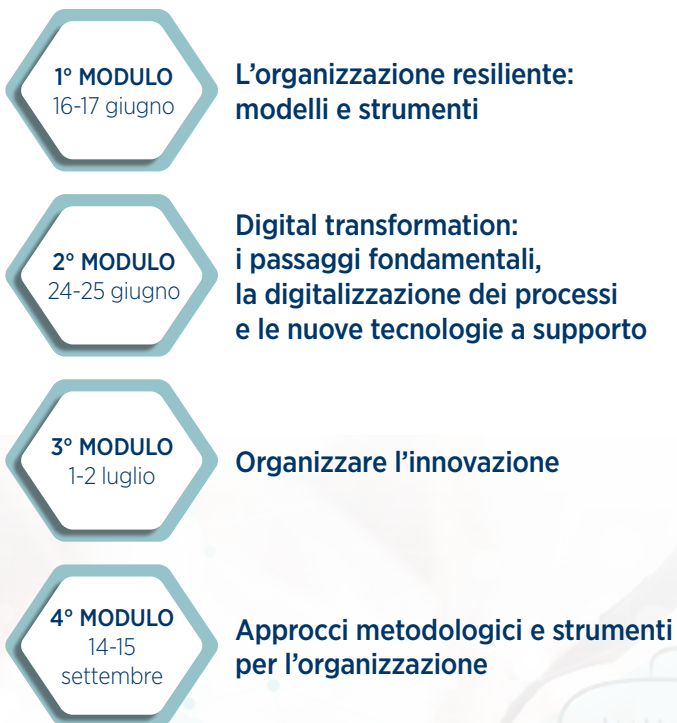 1° MODULO
16-17 giugno
L’organizzazione resiliente:
modelli e strumenti
2° MODULO
24-25 giugno
Digital transformation:
i passaggi fondamentali,
la digitalizzazione dei processi
e le nuove tecnologie a supporto
3° MODULO
1-2 luglio
Organizzare l’innovazione
4° MODULO
14-15
settembre
Approcci metodologici e strumenti
per l’organizzazione